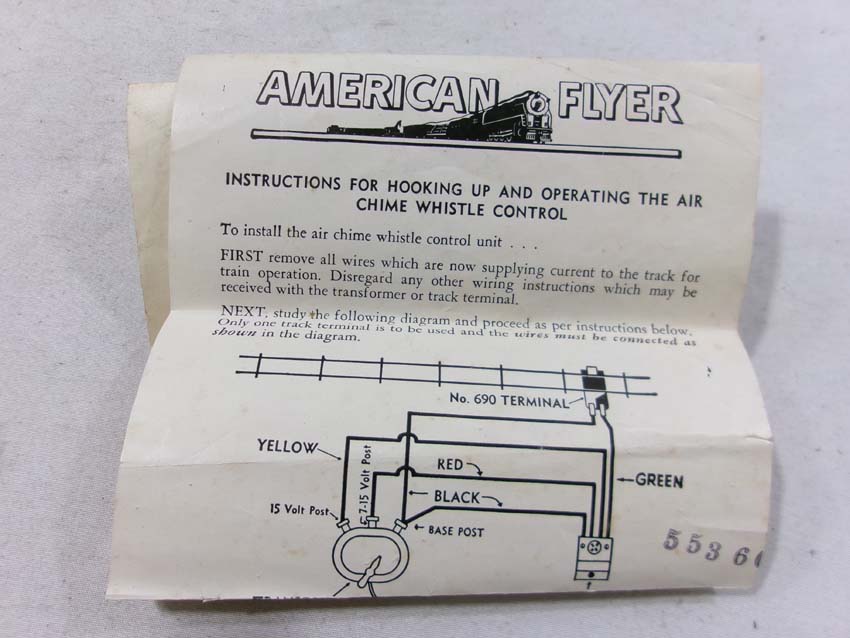 AMERICAN FLYER
INSTRUCTIONS FOR HOOKING UP AND OPERATING THE AIR
CHIME WHISTLE CONTROL
To install the air chime whistle control unit . . .
FIRST remove all wires which are now supplying current to the track for
train operation. Disregard any other wiring instructions which may be
received with the transformer or track terminal.
NEXT, study the following diagram and proceed as per instructions below.
Only one track terminal is to be used and the wires must be connected as
shown in the diagram.
No. 690 TERMINAL
YELLOW
7-15 Volt Post
RED
GREEN
BLACK
15 Volt Post
BASE POST
5536